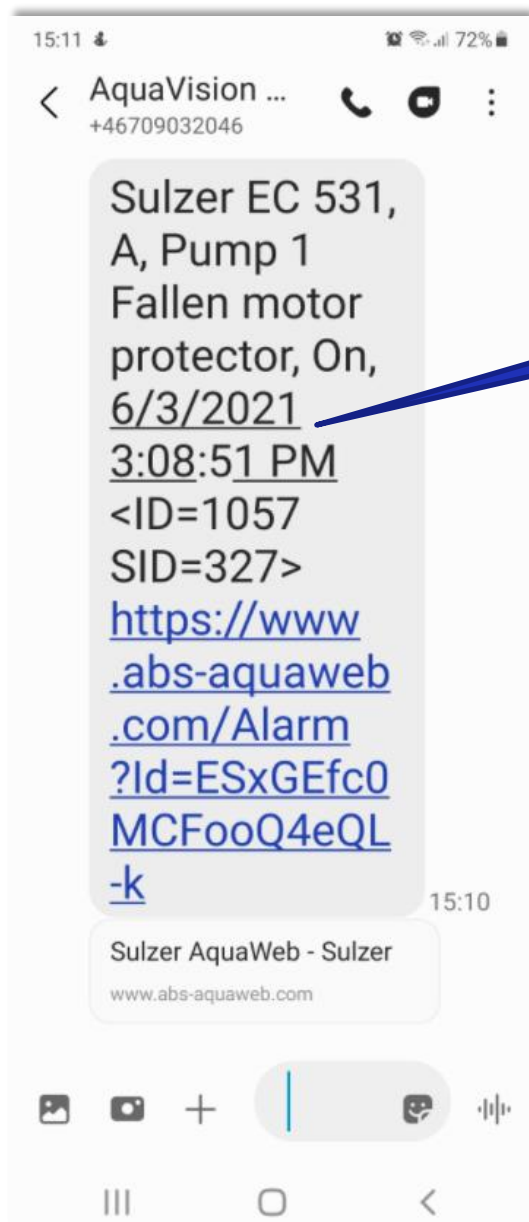 15:11 72%
AquaVision ...
+46709032046
Sulzer EC 531,
A, Pump 1
Fallen motor
protector, On,
6/3/2021
3:08:51 PM
<ID=1057
SID=327>
https://www
.abs-aquaweb
.com/Alarm
?Id=ESxGEfc0
MCFooQ4eQL
-k
15:10
Sulzer AquaWeb - Sulzer
www.abs-aquaweb.com